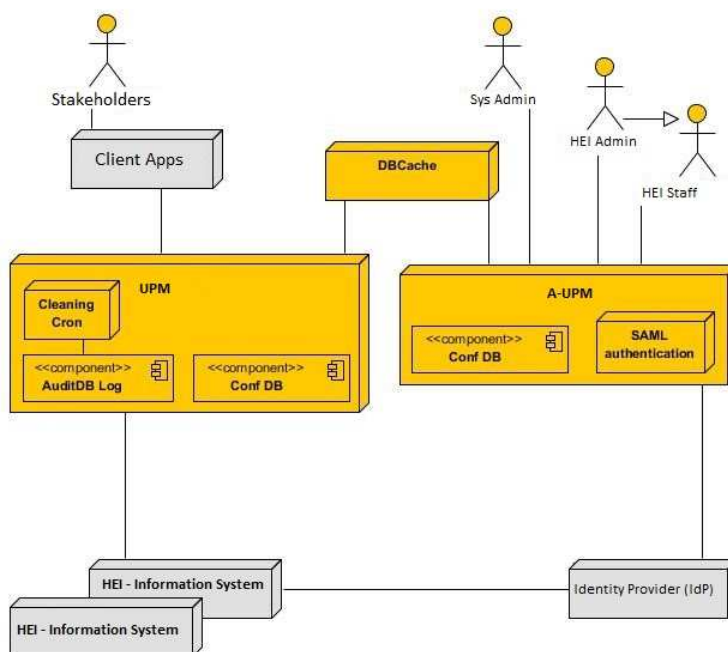 Stakeholders
Sys Admin
HEI Admin
HEI Staff
Client Apps
DBCache
UPM
Cleaning
Cron
<<component>>
AuditDB Log
<<component>>
Conf DB
A-UPM
<<component>>
Conf DB
SAML
authentication
HEI - Information System
HEI - Information System
Identity Provider (IdP)